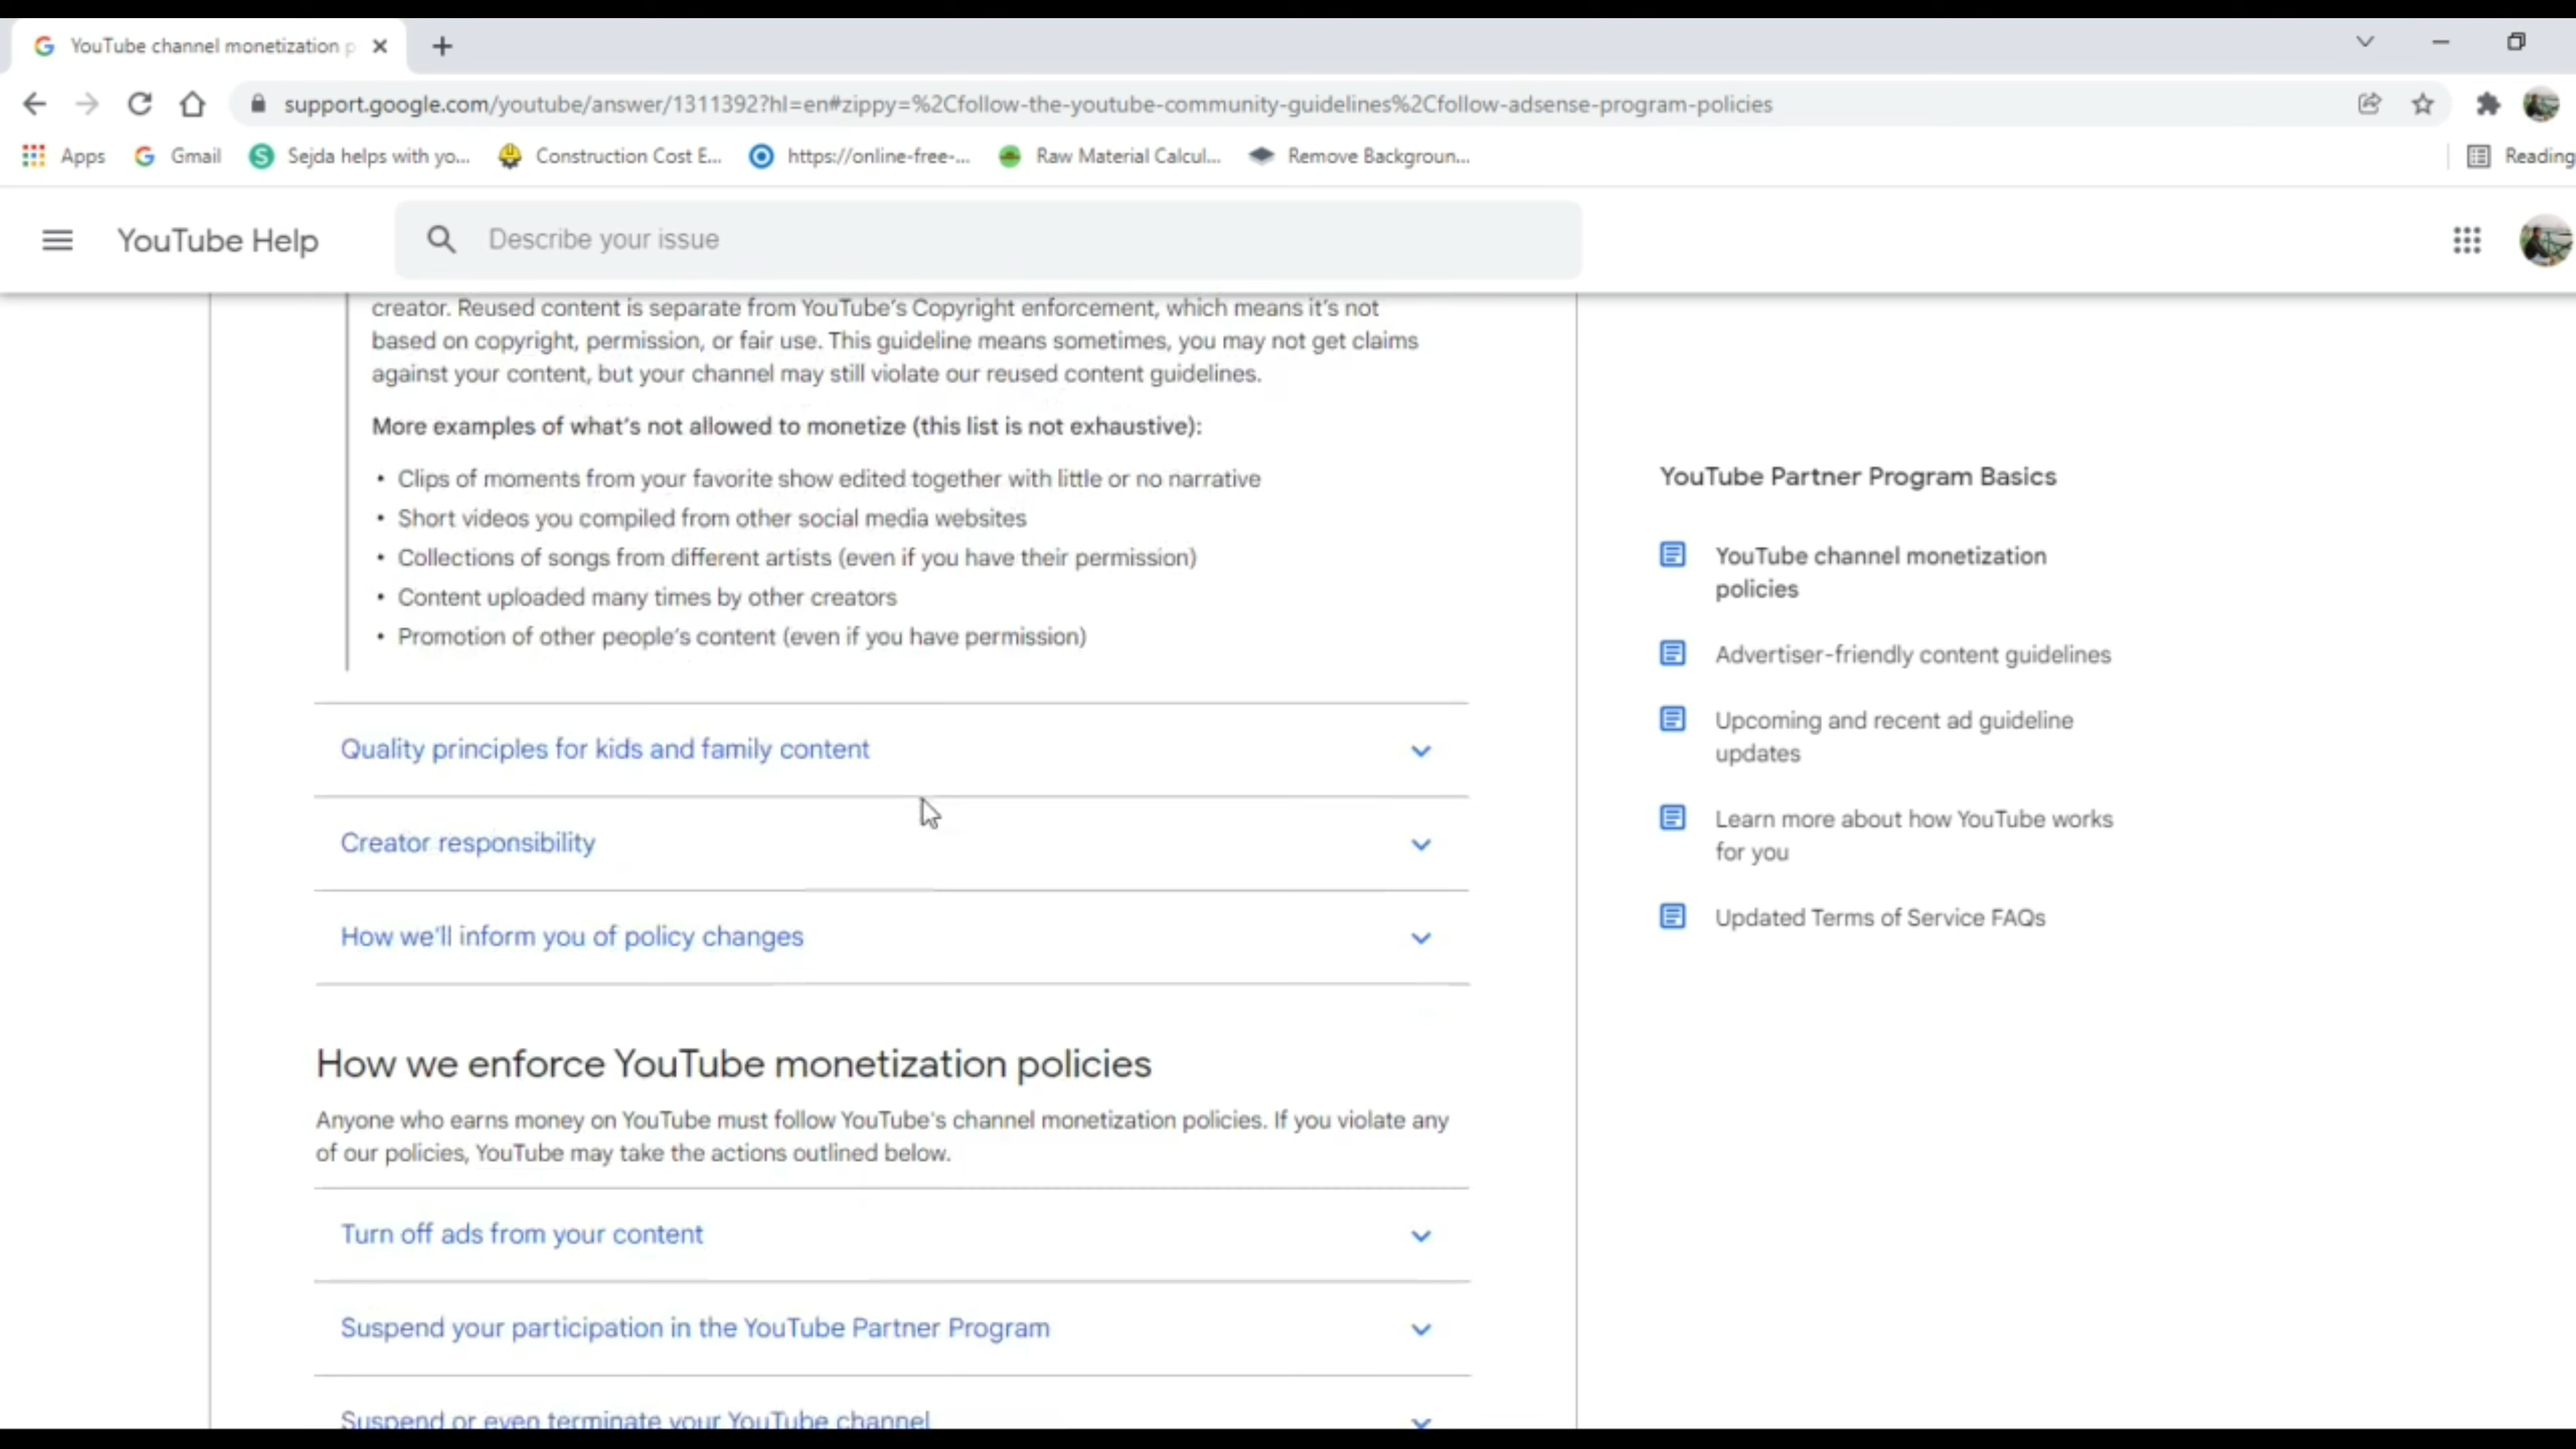 YouTube channel monetization p
support.google.com/youtube/answer/1311392?hl=en#zippy=%2Cfollow-the-youtube-community-guidelines%2Cfollow-adsense-program-policies
Apps Gmail Sejda helps with yo... Construction Cost E... https://online-free-... Raw Material Calcul... Remove Backgroun... Reading
YouTube Help Describe your issue
creator. Reused content is separate from YouTube's Copyright enforcement, which means it's not
based on copyright, permission, or fair use. This guideline means sometimes, you may not get claims
against your content, but your channel may still violate our reused content guidelines.
More examples of what's not allowed to monetize (this list is not exhaustive):
• Clips of moments from your favorite show edited together with little or no narrative
• Short videos you compiled from other social media websites
• Collections of songs from different artists (even if you have their permission)
• Content uploaded many times by other creators
• Promotion of other people's content (even if you have permission)
Quality principles for kids and family content
Creator responsibility
How we'll inform you of policy changes
How we enforce YouTube monetization policies
Anyone who earns money on YouTube must follow YouTube's channel monetization policies. If you violate any
of our policies, YouTube may take the actions outlined below.
Turn off ads from your content
Suspend your participation in the YouTube Partner Program
Suspend or even terminate your YouTube channel
YouTube Partner Program Basics
YouTube channel monetization
policies
Advertiser-friendly content guidelines
Upcoming and recent ad guideline
updates
Learn more about how YouTube works
for you
Updated Terms of Service FAQs